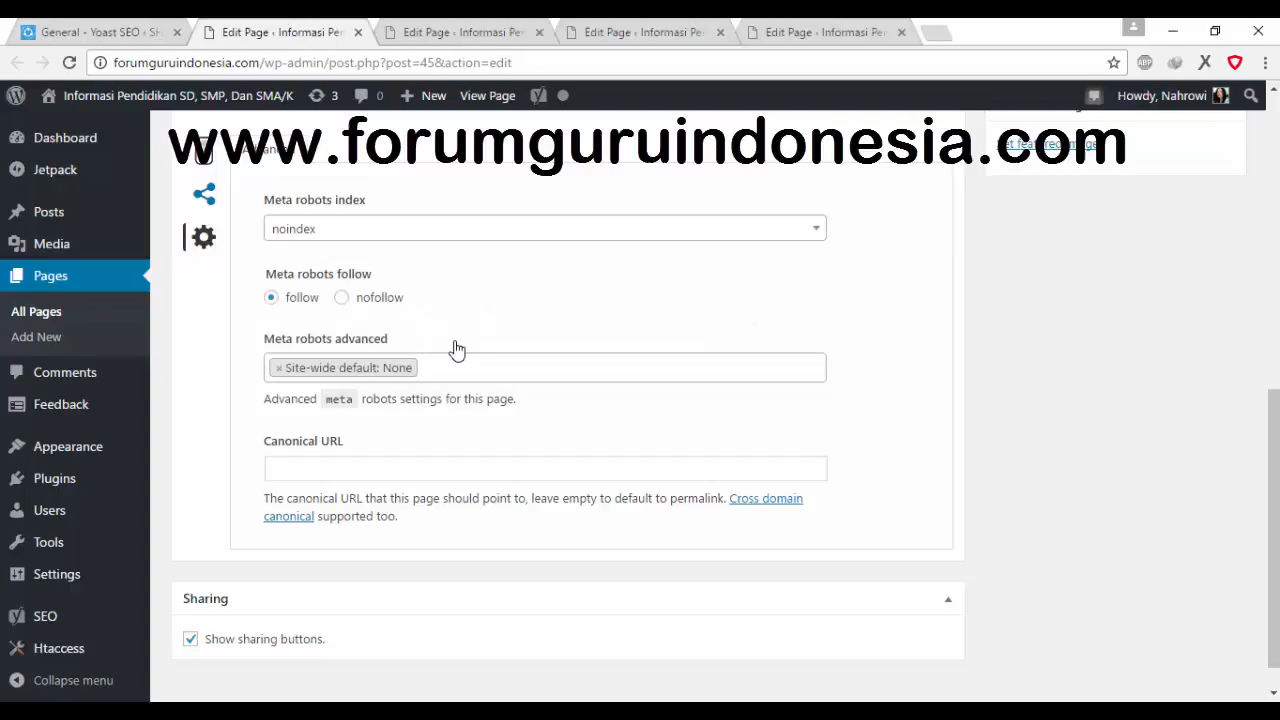 General - Yoast SEO ‹ Sh
Edit Page ‹ Informasi Pen
Edit Page ‹ Informasi Pe
Edit Page ‹ Informasi Pe
Edit Page ‹ Informasi Pe
forumguruindonesia.com/wp-admin/post.php?post=45&action=edit
ABP
Informasi Pendidikan SD, SMP, Dan SMA/K
3
0
New
View Page
Howdy, Nahrowi
www.forumguruindonesia.com
Dashboard
Jetpack
Posts
Media
Pages
All Pages
Add New
Comments
Feedback
Appearance
Plugins
Users
Tools
Settings
SEO
Htaccess
Collapse menu
Meta robots index
noindex
Meta robots follow
follow
nofollow
Meta robots advanced
× Site-wide default: None
Advanced meta robots settings for this page.
Canonical URL
The canonical URL that this page should point to, leave empty to default to permalink. Cross domain
canonical supported too.
Sharing
Show sharing buttons.